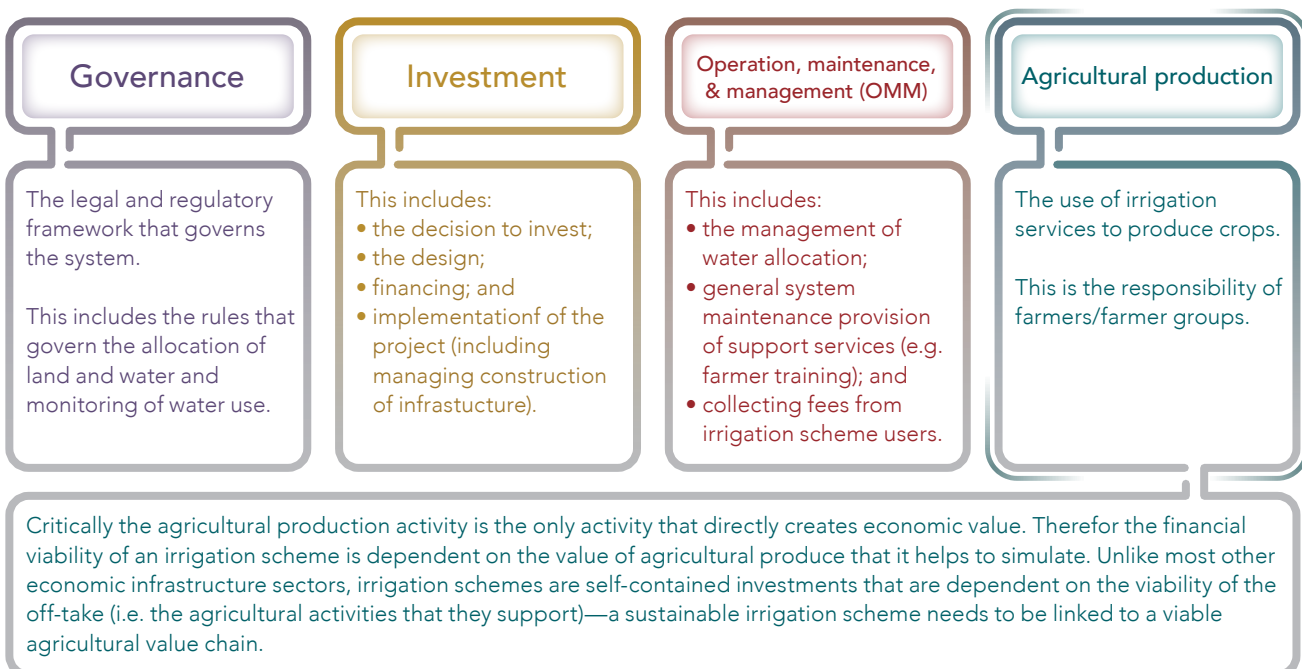 Governance
The legal and regulatory
framework that governs
the system.
This includes the rules that
govern the allocation of
land and water and
monitoring of water use.
Investment
This includes:
• the decision to invest;
• the design;
• financing; and
• implementationf of the
project (including
managing construction
of infrastucture).
Operation, maintenance,
& management (OMM)
This includes:
• the management of
water allocation;
• general system
maintenance provision
of support services (e.g.
farmer training); and
• collecting fees from
irrigation scheme users.
Agricultural production
The use of irrigation
services to produce crops.
This is the responsibility of
farmers/farmer groups.
Critically the agricultural production activity is the only activity that directly creates economic value. Therefor the financial
viability of an irrigation scheme is dependent on the value of agricultural produce that it helps to simulate. Unlike most other
economic infrastructure sectors, irrigation schemes are self-contained investments that are dependent on the viability of the
off-take (i.e. the agricultural activities that they support)—a sustainable irrigation scheme needs to be linked to a viable
agricultural value chain.